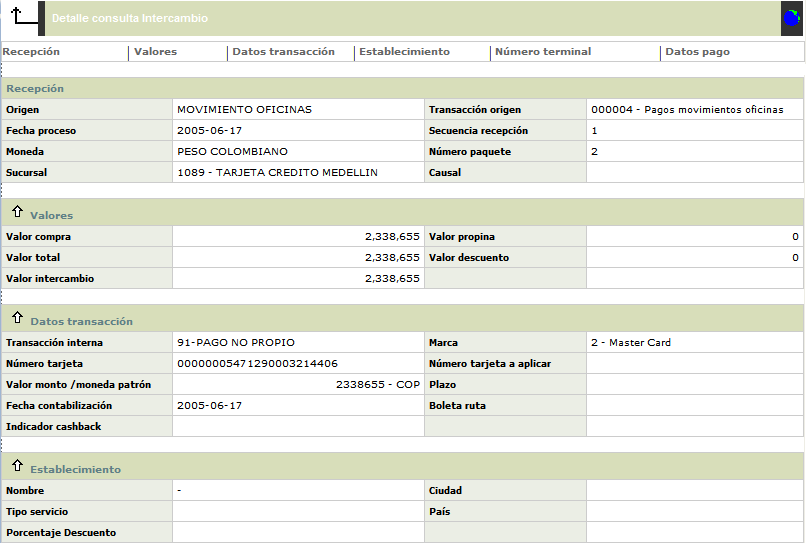 Detalle consulta Intercambio
Recepción Valores Datos transacción Establecimiento Número terminal Datos pago
Recepción
Origen MOVIMIENTO OFICINAS Transacción origen 000004 - Pagos movimientos oficinas
Fecha proceso 2005-06-17 Secuencia recepción 1
Moneda PESO COLOMBIANO Número paquete 2
Sucursal 1089 - TARJETA CREDITO MEDELLIN Causal
Valores
Valor compra 2,338,655 Valor propina 0
Valor total 2,338,655 Valor descuento 0
Valor intercambio 2,338,655
Datos transacción
Transacción interna 91-PAGO NO PROPIO Marca 2 - Master Card
Número tarjeta 00000005471290003214406 Número tarjeta a aplicar
Valor monto /moneda patrón 2338655 - COP Plazo
Fecha contabilización 2005-06-17 Boleta ruta
Indicador cashback
Establecimiento
Nombre - Ciudad
Tipo servicio País
Porcentaje Descuento